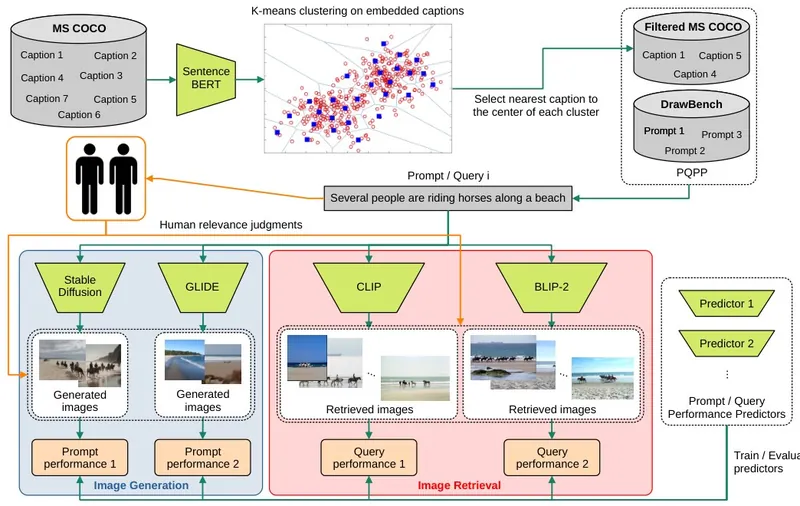 K-means clustering on embedded captions
MS COCO
Caption 1
Caption 2
Caption 4
Caption 3
Caption 7
Caption 5
Caption 6
Sentence
BERT
Select nearest caption to
the center of each cluster
Filtered MS COCO
Caption 1
Caption 5
Caption 4
DrawBench
Prompt 1
Prompt 3
Prompt 2
PQPP
Prompt / Query i
Several people are riding horses along a beach
Human relevance judgments
Stable
Diffusion
GLIDE
CLIP
BLIP-2
Generated
images
Generated
images
...
Retrieved images
...
Retrieved images
Prompt
performance 1
Prompt
performance 2
Query
performance 1
Query
performance 2
Image Generation
Image Retrieval
Predictor 1
Predictor 2
...
Prompt / Query
Performance Predictors
Train / Evalua
predictors